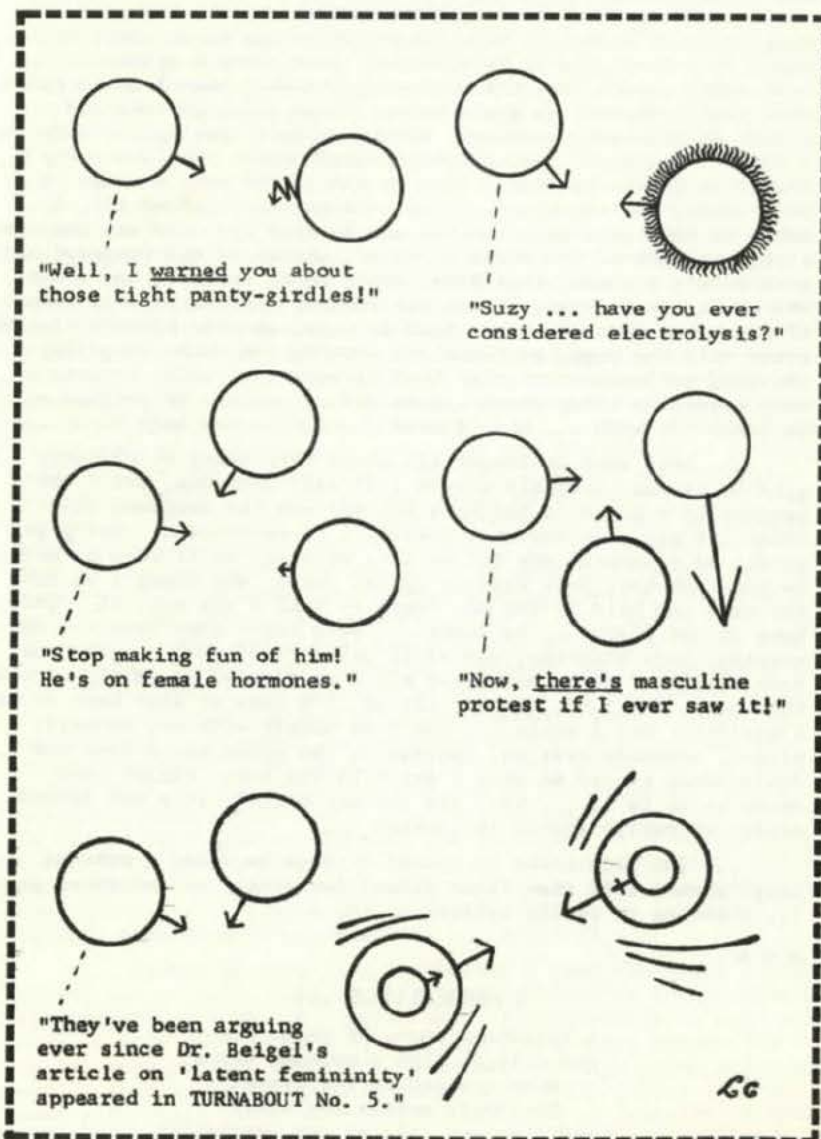 "Well, I warned you about
those tight panty-girdles!"
"Suzy ... have you ever
considered electrolysis?"
"Stop making fun of him!
He's on female hormones."
"Now, there's masculine
protest if I ever saw it!"
"They've been arguing
ever since Dr. Beigel's
article on 'latent femininity'
appeared in TURNABOUT No. 5."
LG